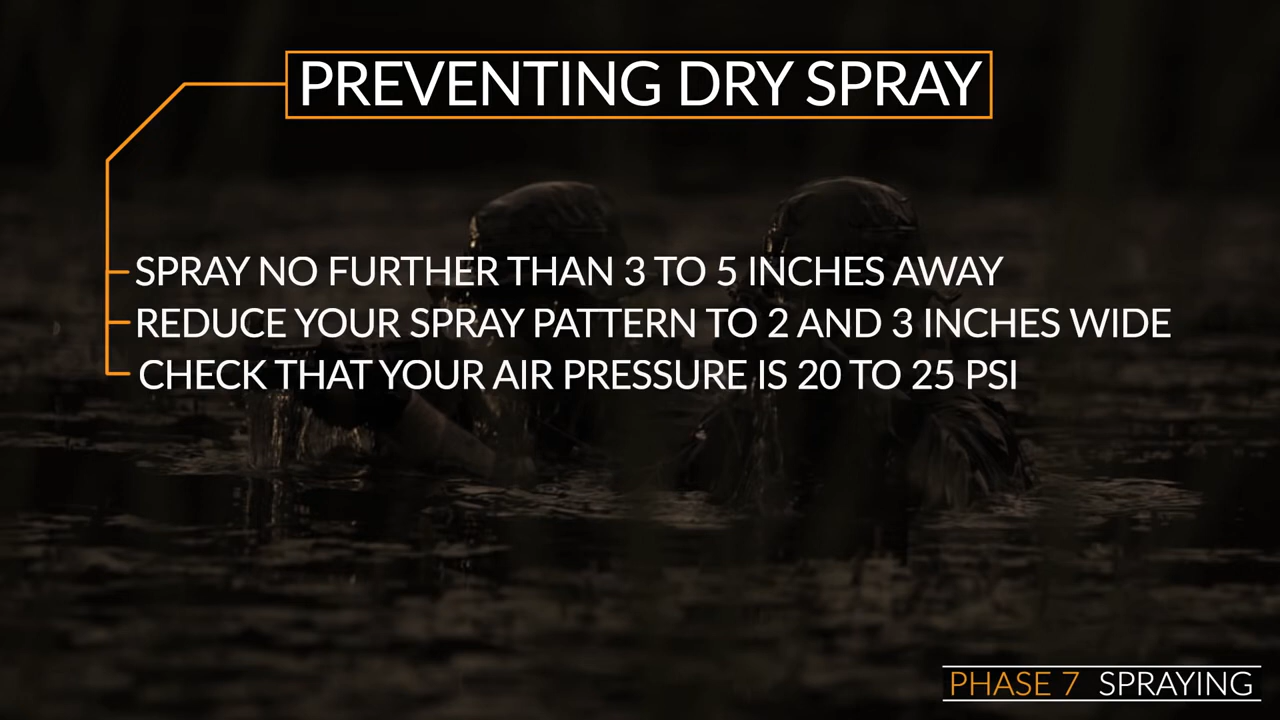 PREVENTING DRY SPRAY
SPRAY NO FURTHER THAN 3 TO 5 INCHES AWAY
REDUCE YOUR SPRAY PATTERN TO 2 AND 3 INCHES WIDE
CHECK THAT YOUR AIR PRESSURE IS 20 TO 25 PSI
PHASE 7 SPRAYING